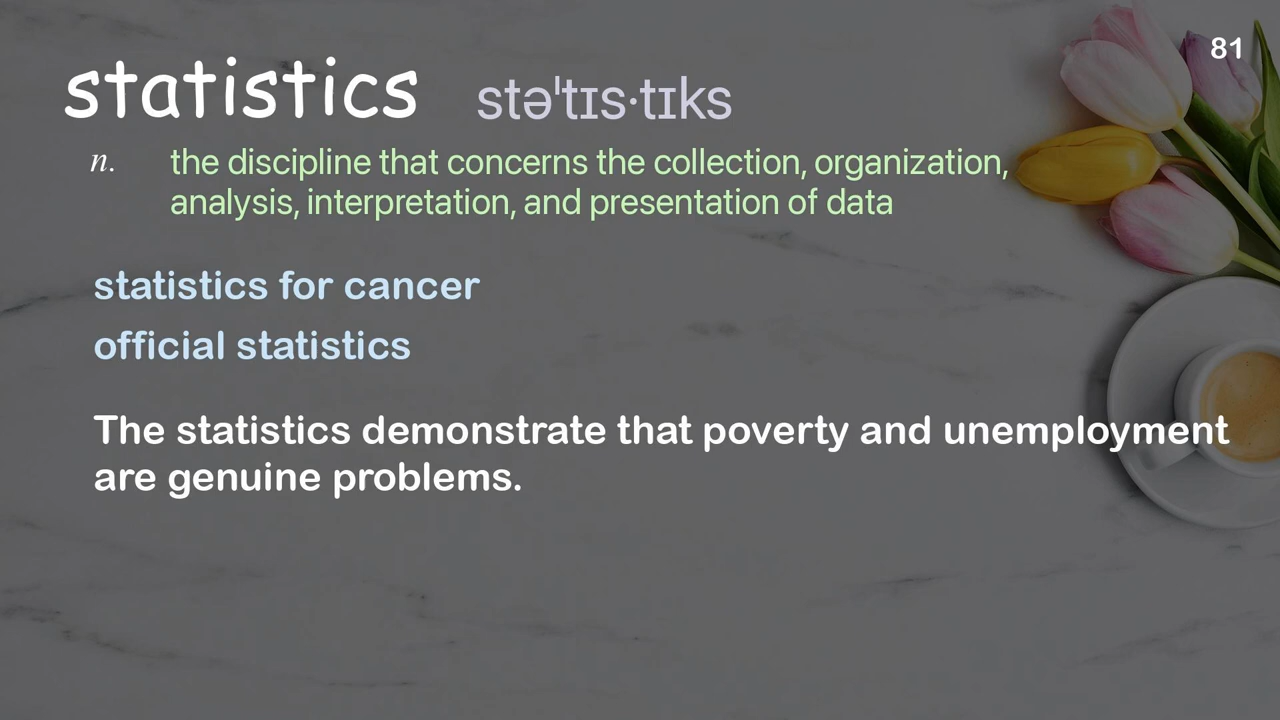 81
statistics stəˈtɪs·tɪks
n. the discipline that concerns the collection, organization,
analysis, interpretation, and presentation of data
statistics for cancer
official statistics
The statistics demonstrate that poverty and unemployment
are genuine problems.